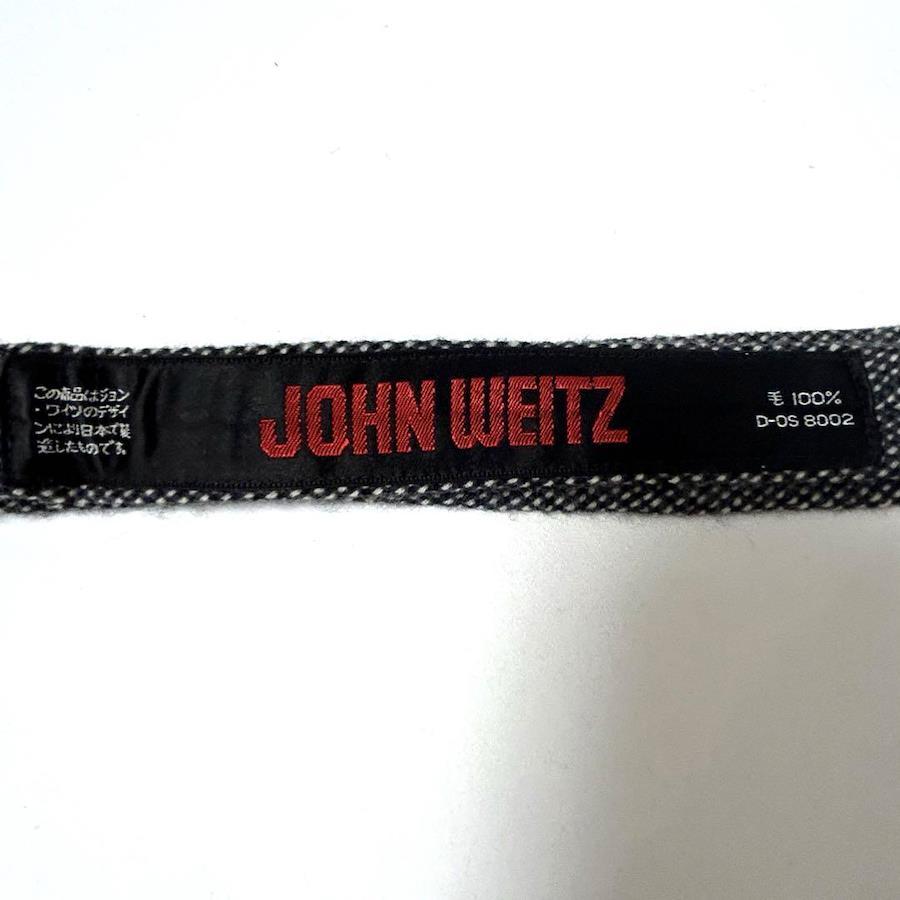 この商品はジョン
・ワイツのデザイ
ンにより日本で製
造したものです。
JOHN WEITZ
毛 100%
D-OS 8002